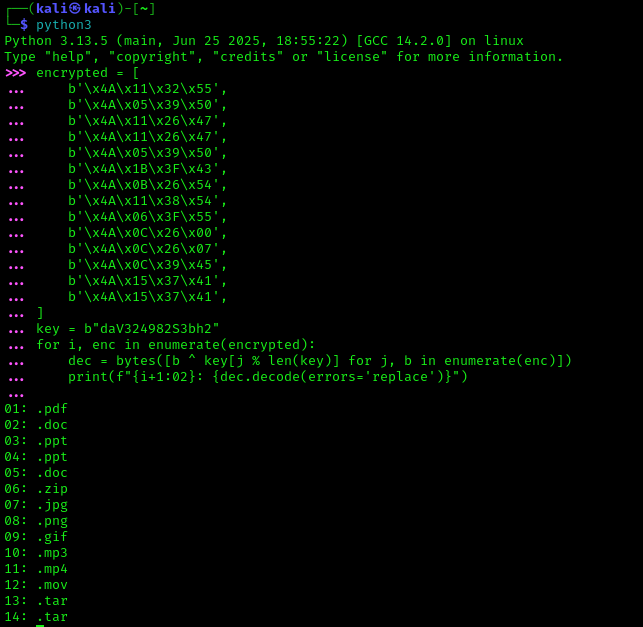 ┌──(kali㉿kali)-[~]
└─$ python3
Python 3.13.5 (main, Jun 25 2025, 18:55:22) [GCC 14.2.0] on linux
Type "help", "copyright", "credits" or "license" for more information.
>>> encrypted = [
...     b'\x4A\x11\x32\x55',
...     b'\x4A\x05\x39\x50',
...     b'\x4A\x11\x26\x47',
...     b'\x4A\x11\x26\x47',
...     b'\x4A\x05\x39\x50',
...     b'\x4A\x1B\x3F\x43',
...     b'\x4A\x0B\x26\x54',
...     b'\x4A\x11\x38\x54',
...     b'\x4A\x06\x3F\x55',
...     b'\x4A\x0C\x26\x00',
...     b'\x4A\x0C\x26\x07',
...     b'\x4A\x0C\x39\x45',
...     b'\x4A\x15\x37\x41',
...     b'\x4A\x15\x37\x41',
... ]
... key = b"daV324982S3bh2"
... for i, enc in enumerate(encrypted):
...     dec = bytes([b ^ key[j % len(key)] for j, b in enumerate(enc)])
...     print(f"{i+1:02}: {dec.decode(errors='replace')}")
...
01: .pdf
02: .doc
03: .ppt
04: .ppt
05: .doc
06: .zip
07: .jpg
08: .png
09: .gif
10: .mp3
11: .mp4
12: .mov
13: .tar
14: .tar